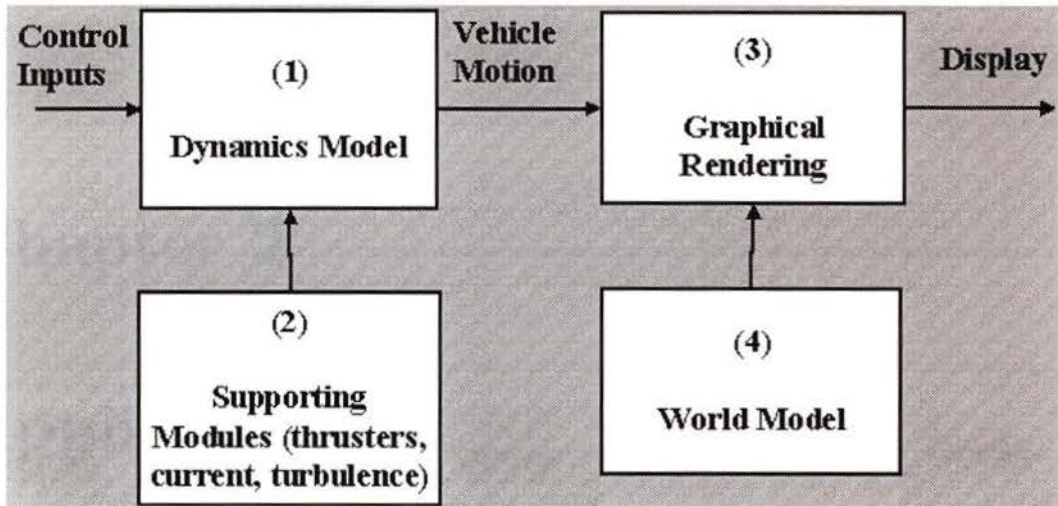 Control
Inputs
(1)
Dynamics Model
Vehicle
Motion
(3)
Graphical
Rendering
Display
(2)
Supporting
Modules (thrusters,
current, turbulence)
(4)
World Model